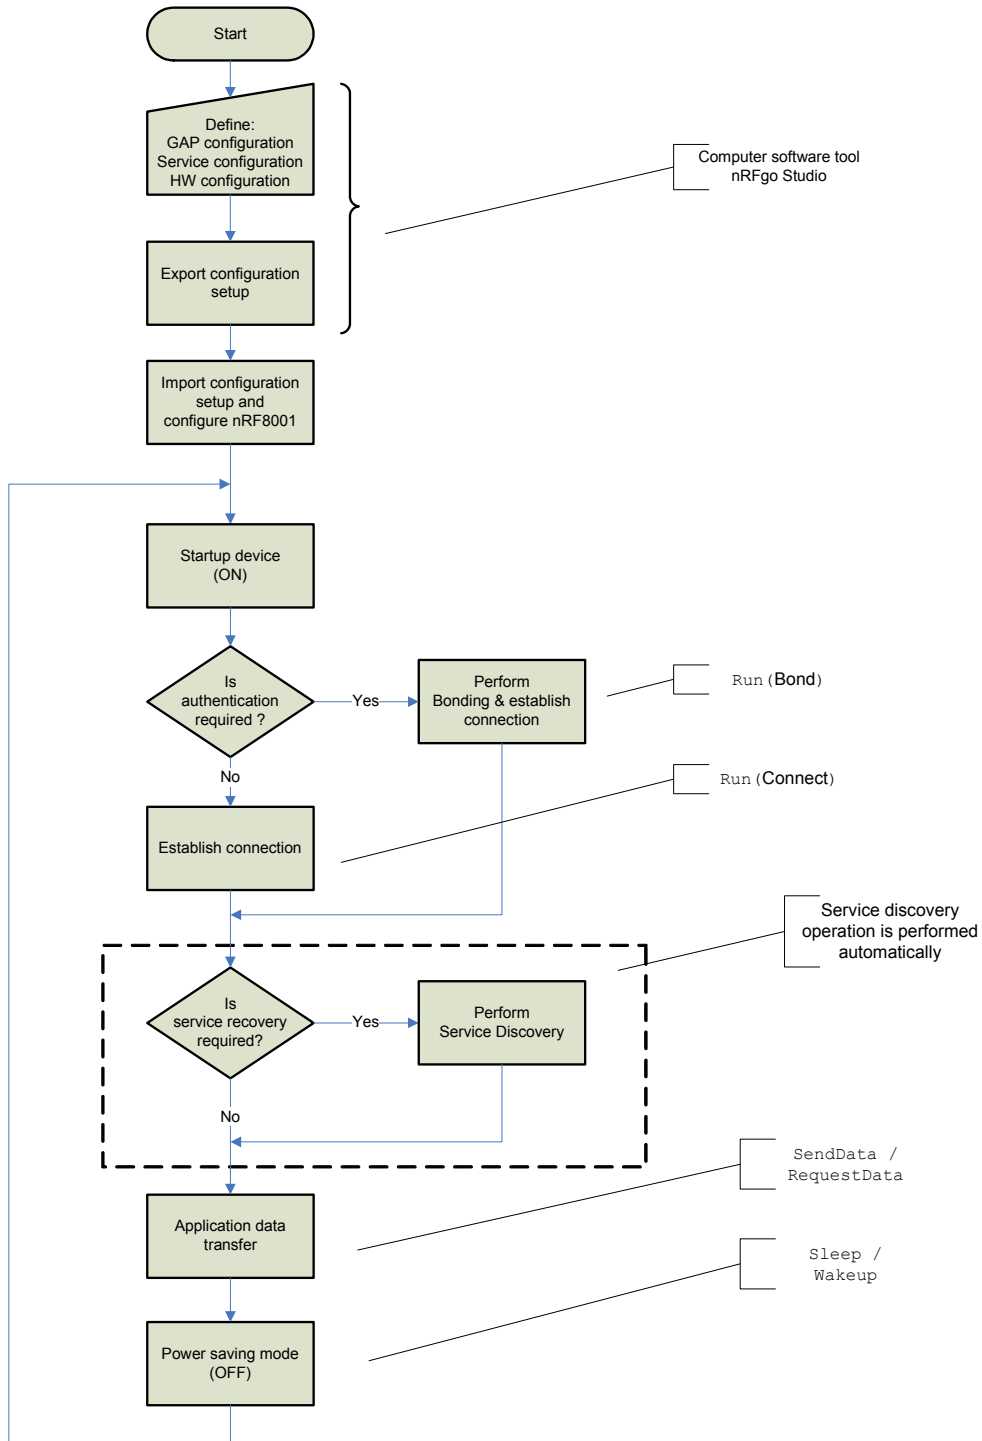 Start
Define:
GAP configuration
Service configuration
HW configuration
Computer software tool
nRFgo Studio
Export configuration
setup
Import configuration
setup and
configure nRF8001
Startup device
(ON)
Is
authentication
required ?
Yes
Perform
Bonding & establish
connection
Run(Bond)
No
Run(Connect)
Establish connection
Service discovery
operation is performed
automatically
Is
service recovery
required?
Yes
Perform
Service Discovery
No
SendData /
RequestData
Application data
transfer
Sleep /
Wakeup
Power saving mode
(OFF)